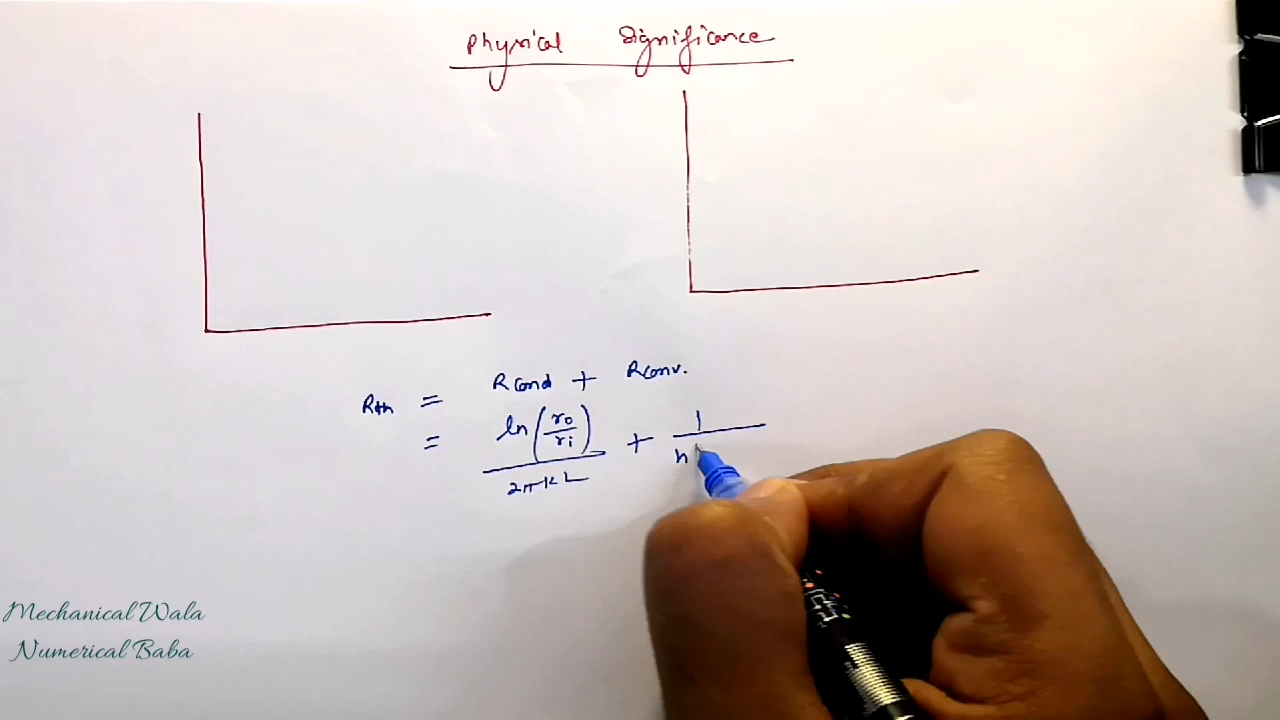 Physical Significance
Rth = Rcond + Rconv.
= ln(ro/ri)/2πKL + 1/h
Mechanical Wala
Numerical Baba